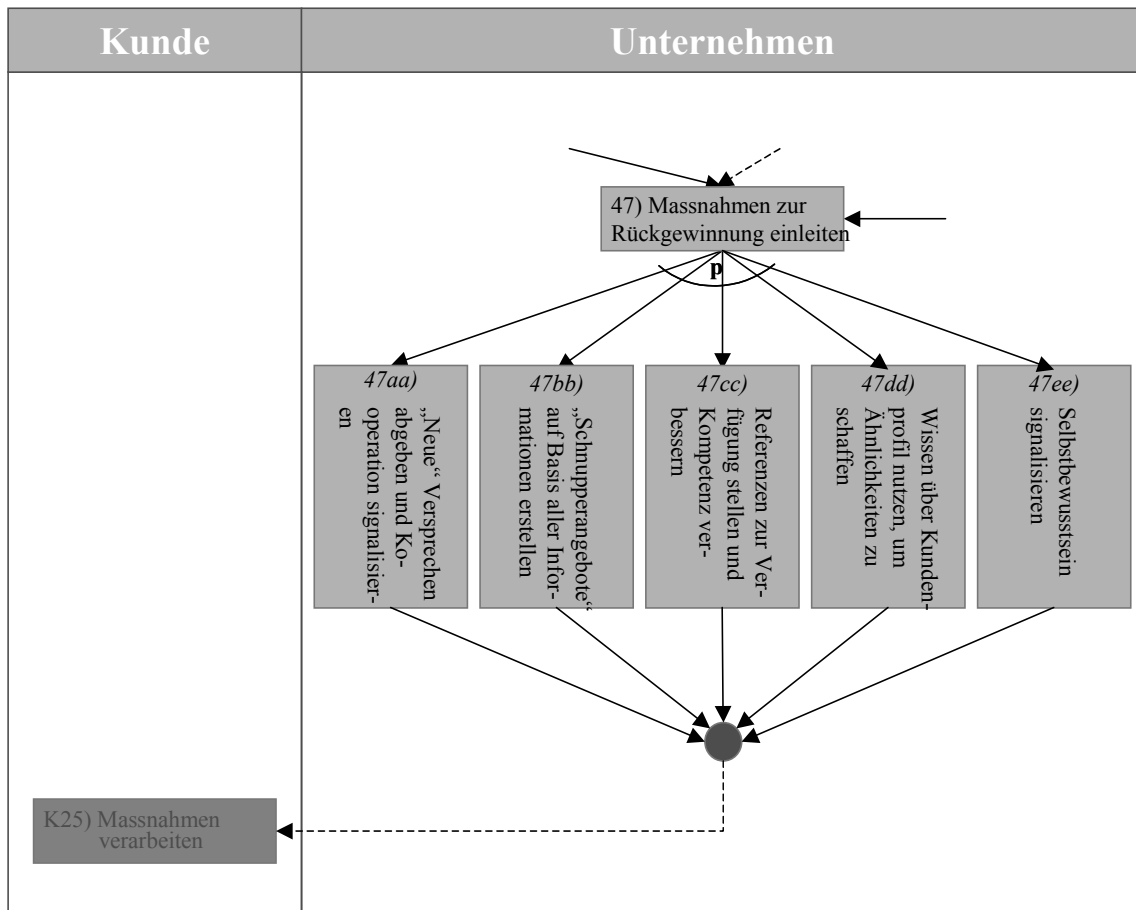 Kunde
Unternehmen
47) Massnahmen zur
Rückgewinnung einleiten
p
47aa)
„Neue“ Versprechen
abgeben und Ko-
operation signalisier-
en
47bb)
„Schnupperangebote“
auf Basis aller Infor-
mationen erstellen
47cc)
Referenzen zur Ver-
fügung stellen und
Kompetenz ver-
bessern
47dd)
Wissen über Kunden-
profil nutzen, um
Ähnlichkeiten zu
schaffen
47ee)
Selbstbewusstsein
signalisieren
K25) Massnahmen
verarbeiten